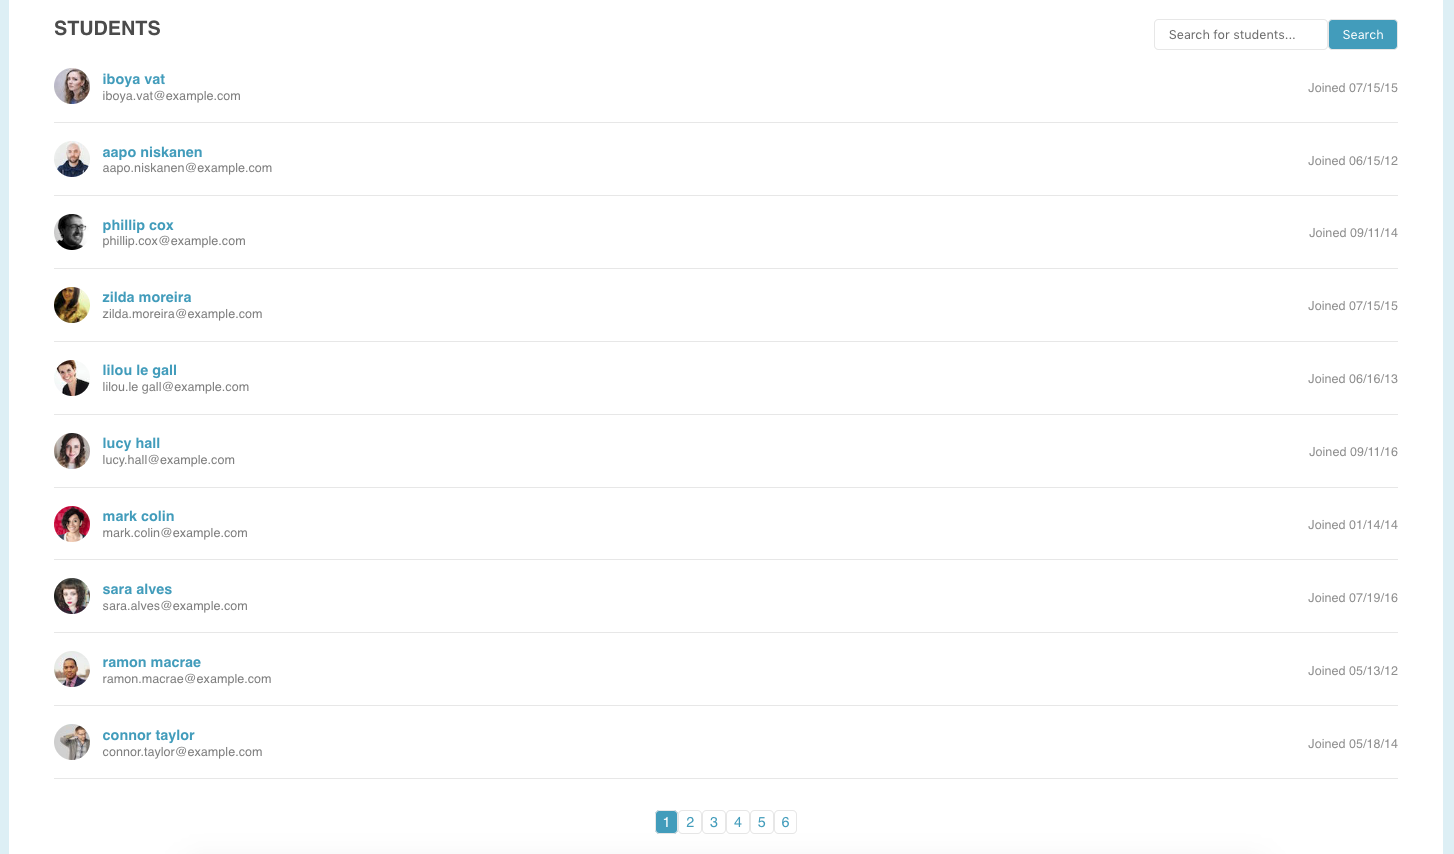 STUDENTS
Search for students...
Search
iboya vat
iboya.vat@example.com
Joined 07/15/15
aapo niskanen
aapo.niskanen@example.com
Joined 06/15/12
phillip cox
phillip.cox@example.com
Joined 09/11/14
zilda moreira
zilda.moreira@example.com
Joined 07/15/15
lilou le gall
lilou.le gall@example.com
Joined 06/16/13
lucy hall
lucy.hall@example.com
Joined 09/11/16
mark colin
mark.colin@example.com
Joined 01/14/14
sara alves
sara.alves@example.com
Joined 07/19/16
ramon macrae
ramon.macrae@example.com
Joined 05/13/12
connor taylor
connor.taylor@example.com
Joined 05/18/14
1 2 3 4 5 6